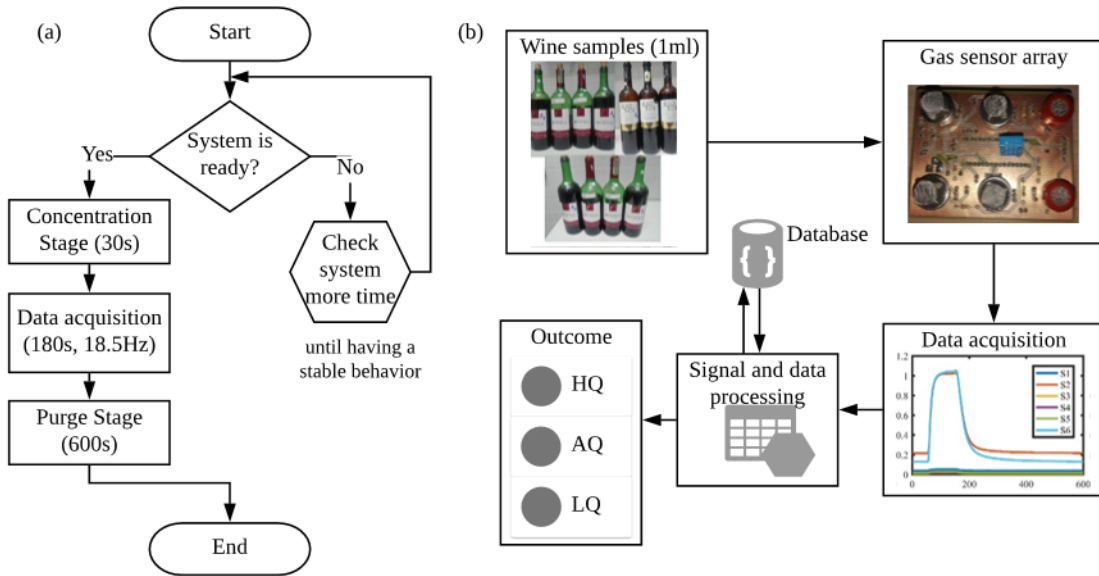 (a)
Start
System is
ready?
Yes
No
Concentration
Stage (30s)
Check
system
more time
until having a
stable behavior
Data acquisition
(180s, 18.5Hz)
Purge Stage
(600s)
End
(b)
Wine samples (1ml)
Gas sensor array
Database
{ }
Data acquisition
1.2
1
0.8
0.6
0.4
0.2
0
0
200
400
600
S1
S2
S3
S4
S5
S6
Signal and data
processing
Outcome
HQ
AQ
LQ